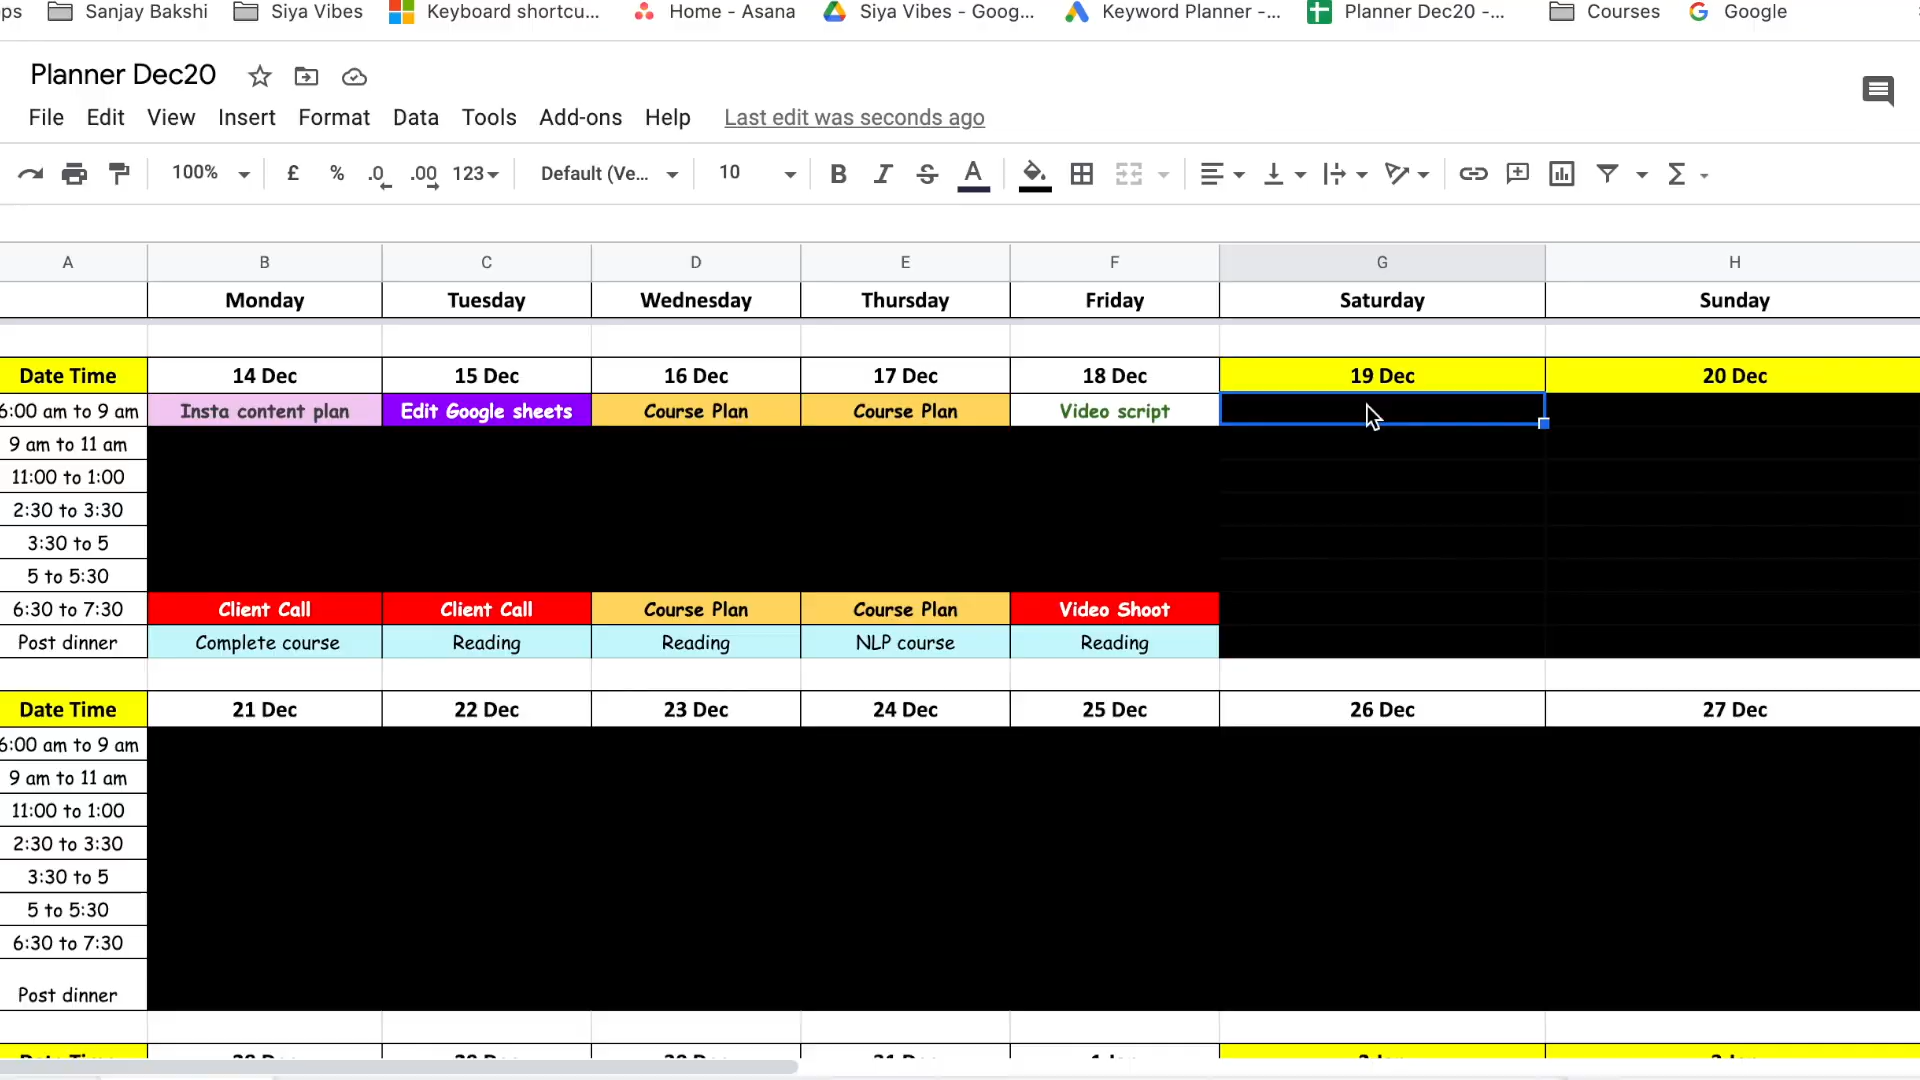 ps Sanjay Bakshi Siya Vibes Keyboard shortcu... Home - Asana Siya Vibes - Goog... Keyword Planner -... Planner Dec20 -... Courses Google
Planner Dec20
File Edit View Insert Format Data Tools Add-ons Help Last edit was seconds ago
100% £ % .0 .00 123 Default (Ve... 10 B I S A Σ
A B C D E F G H
Monday Tuesday Wednesday Thursday Friday Saturday Sunday
Date Time 14 Dec 15 Dec 16 Dec 17 Dec 18 Dec 19 Dec 20 Dec
6:00 am to 9 am Insta content plan Edit Google sheets Course Plan Course Plan Video script
9 am to 11 am
11:00 to 1:00
2:30 to 3:30
3:30 to 5
5 to 5:30
6:30 to 7:30 Client Call Client Call Course Plan Course Plan Video Shoot
Post dinner Complete course Reading Reading NLP course Reading
Date Time 21 Dec 22 Dec 23 Dec 24 Dec 25 Dec 26 Dec 27 Dec
6:00 am to 9 am
9 am to 11 am
11:00 to 1:00
2:30 to 3:30
3:30 to 5
5 to 5:30
6:30 to 7:30
Post dinner